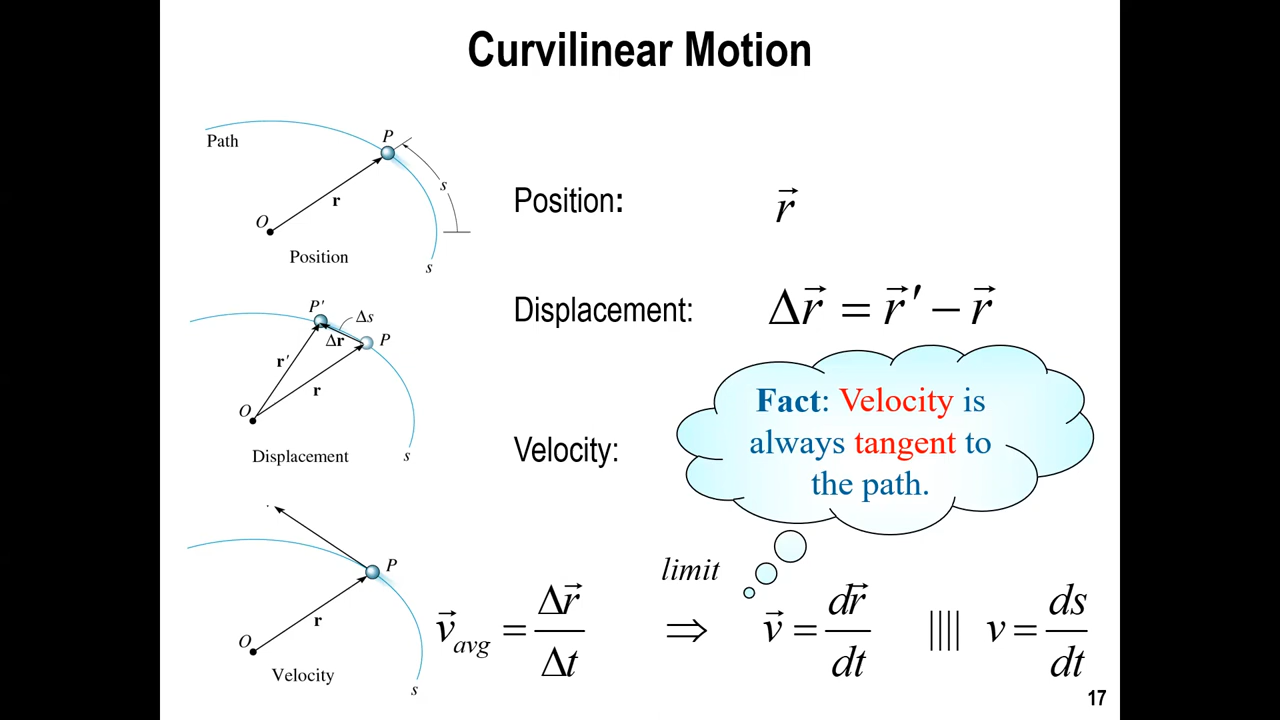 Curvilinear Motion
Path
P
s
r
O
Position
s
Position:
r⃗
P′
Δs
Δr
P
r′
r
O
Displacement
s
Displacement:
Δr⃗ = r⃗′ − r⃗
Velocity:
Fact: Velocity is
always tangent to
the path.
P
r
O
Velocity
s
v⃗avg = Δr⃗/Δt
limit
⇒
v⃗ = dr⃗/dt |||| v = ds/dt
17